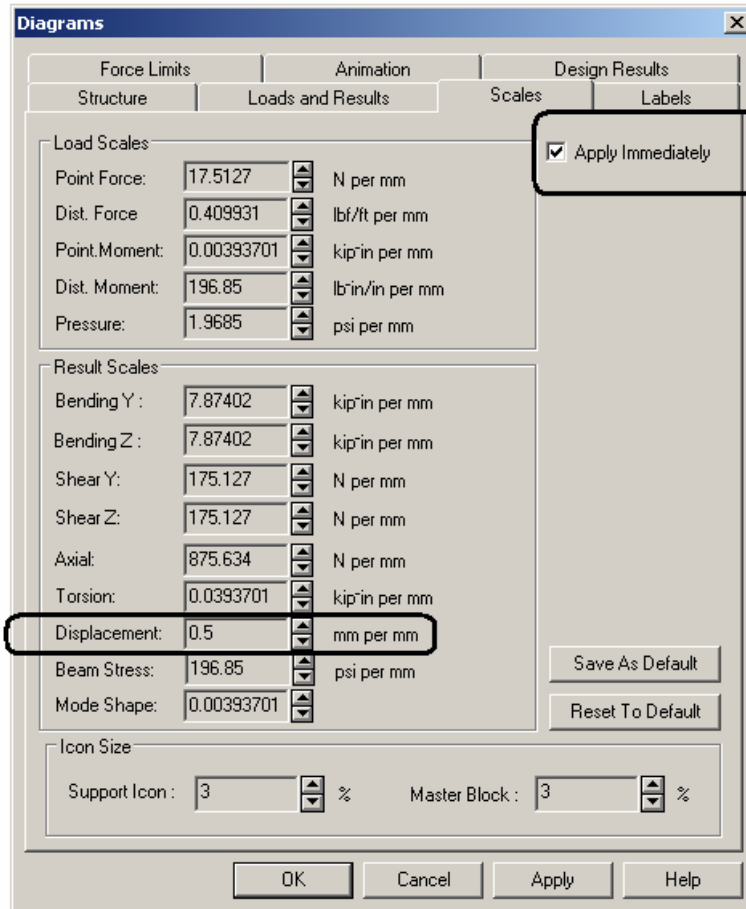 Diagrams
Force Limits Animation Design Results
Structure Loads and Results Scales Labels
Load Scales
Point Force: 17.5127 N per mm
Dist. Force 0.409931 lbf/ft per mm
Point.Moment: 0.00393701 kip-in per mm
Dist. Moment: 196.85 lb-in/in per mm
Pressure: 1.9685 psi per mm
Apply Immediately
Result Scales
Bending Y : 7.87402 kip-in per mm
Bending Z : 7.87402 kip-in per mm
Shear Y: 175.127 N per mm
Shear Z: 175.127 N per mm
Axial: 875.634 N per mm
Torsion: 0.0393701 kip-in per mm
Displacement: 0.5 mm per mm
Beam Stress: 196.85 psi per mm
Mode Shape: 0.00393701
Save As Default
Reset To Default
Icon Size
Support Icon : 3 % Master Block : 3 %
OK Cancel Apply Help